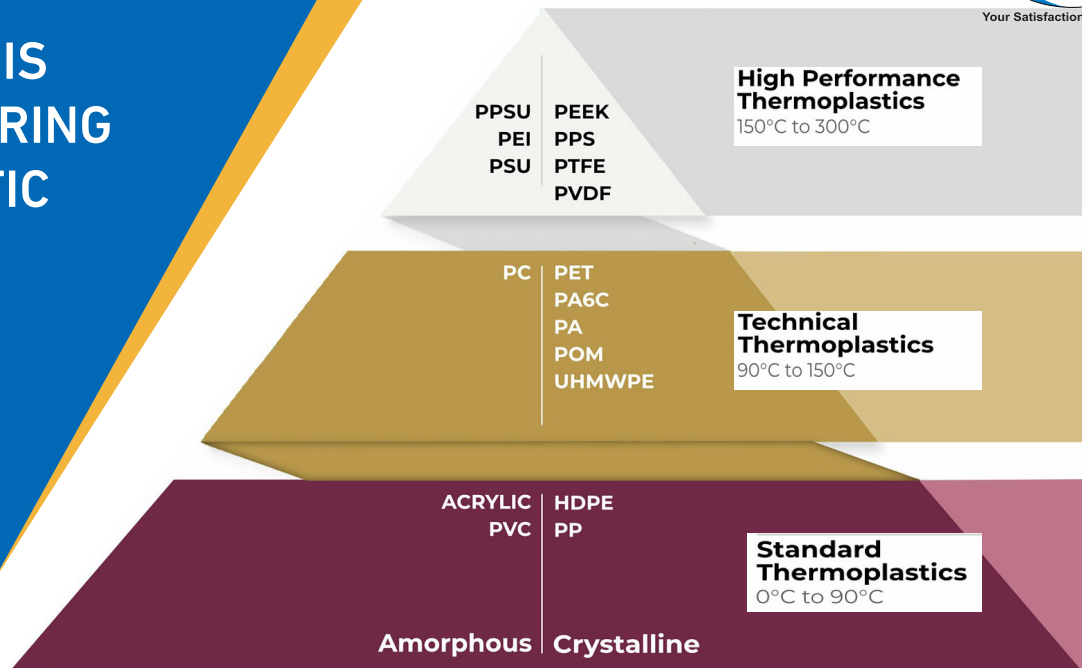 IS
RING
TIC
Your Satisfaction
PPSU
PEI
PSU
PEEK
PPS
PTFE
PVDF
High Performance
Thermoplastics
150°C to 300°C
PC
PET
PA6C
PA
POM
UHMWPE
Technical
Thermoplastics
90°C to 150°C
ACRYLIC
PVC
HDPE
PP
Standard
Thermoplastics
0°C to 90°C
Amorphous
Crystalline